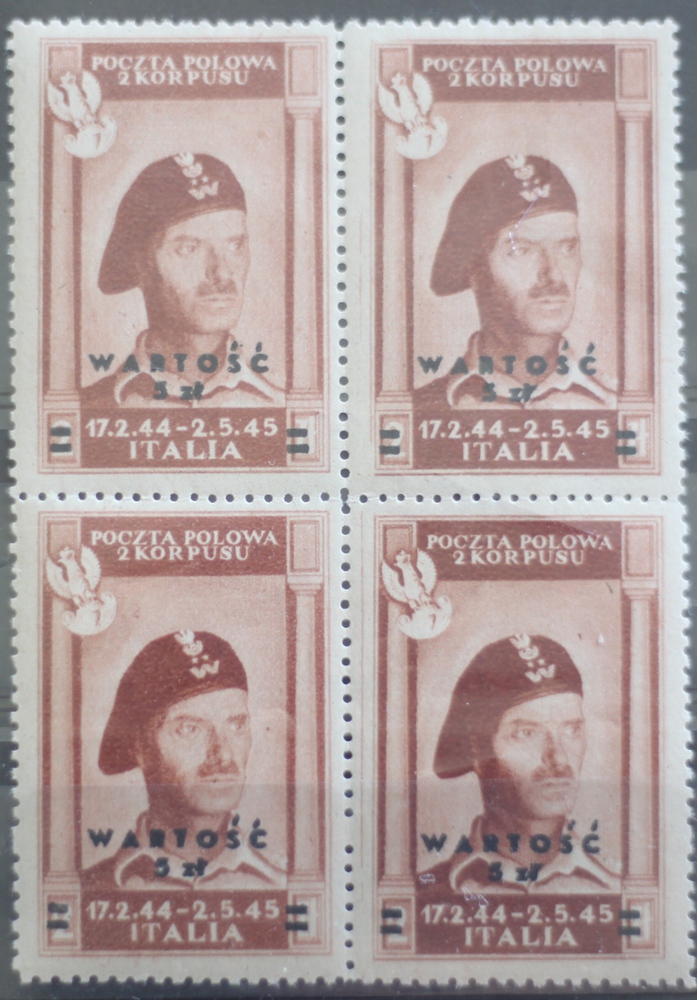 POCZTA POLOWA
2 KORPUSU
WARTOŚĆ
5 zł
17.2.44-2.5.45
ITALIA
POCZTA POLOWA
2 KORPUSU
WARTOŚĆ
5 zł
17.2.44-2.5.45
ITALIA
POCZTA POLOWA
2 KORPUSU
WARTOŚĆ
5 zł
17.2.44-2.5.45
ITALIA
POCZTA POLOWA
2 KORPUSU
WARTOŚĆ
5 zł
17.2.44-2.5.45
ITALIA